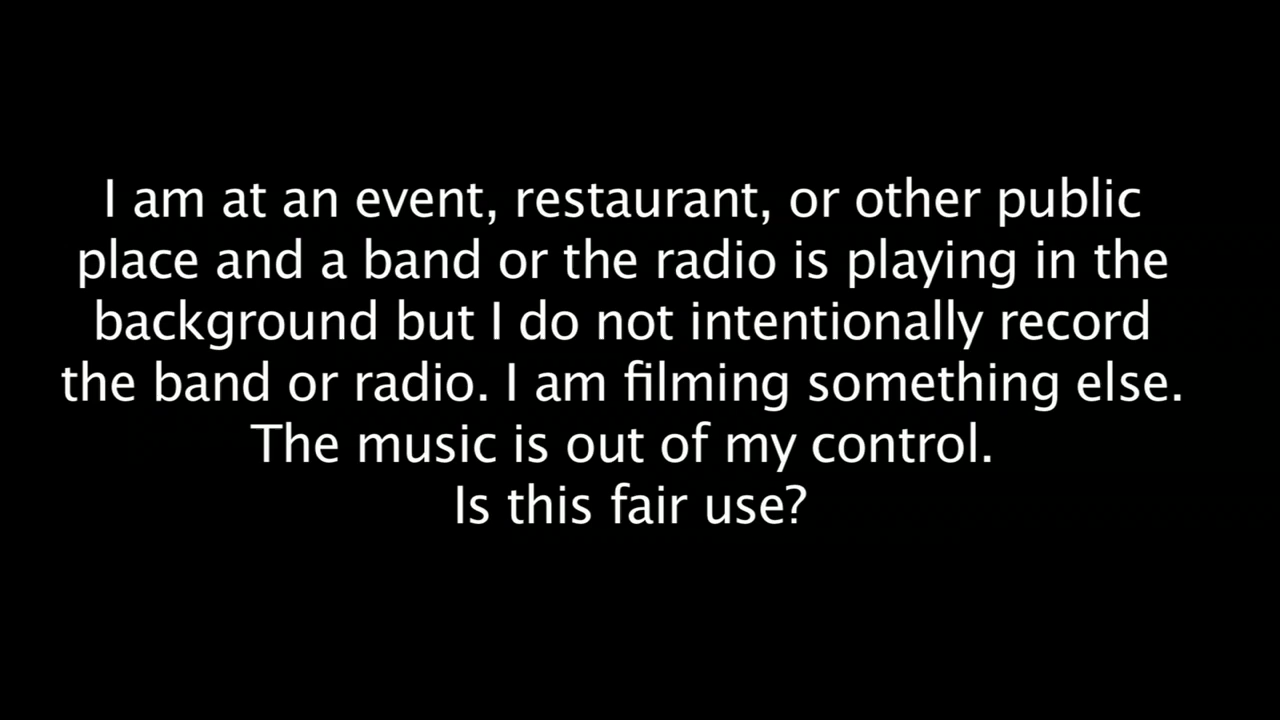 I am at an event, restaurant, or other public
place and a band or the radio is playing in the
background but I do not intentionally record
the band or radio. I am filming something else.
The music is out of my control.
Is this fair use?